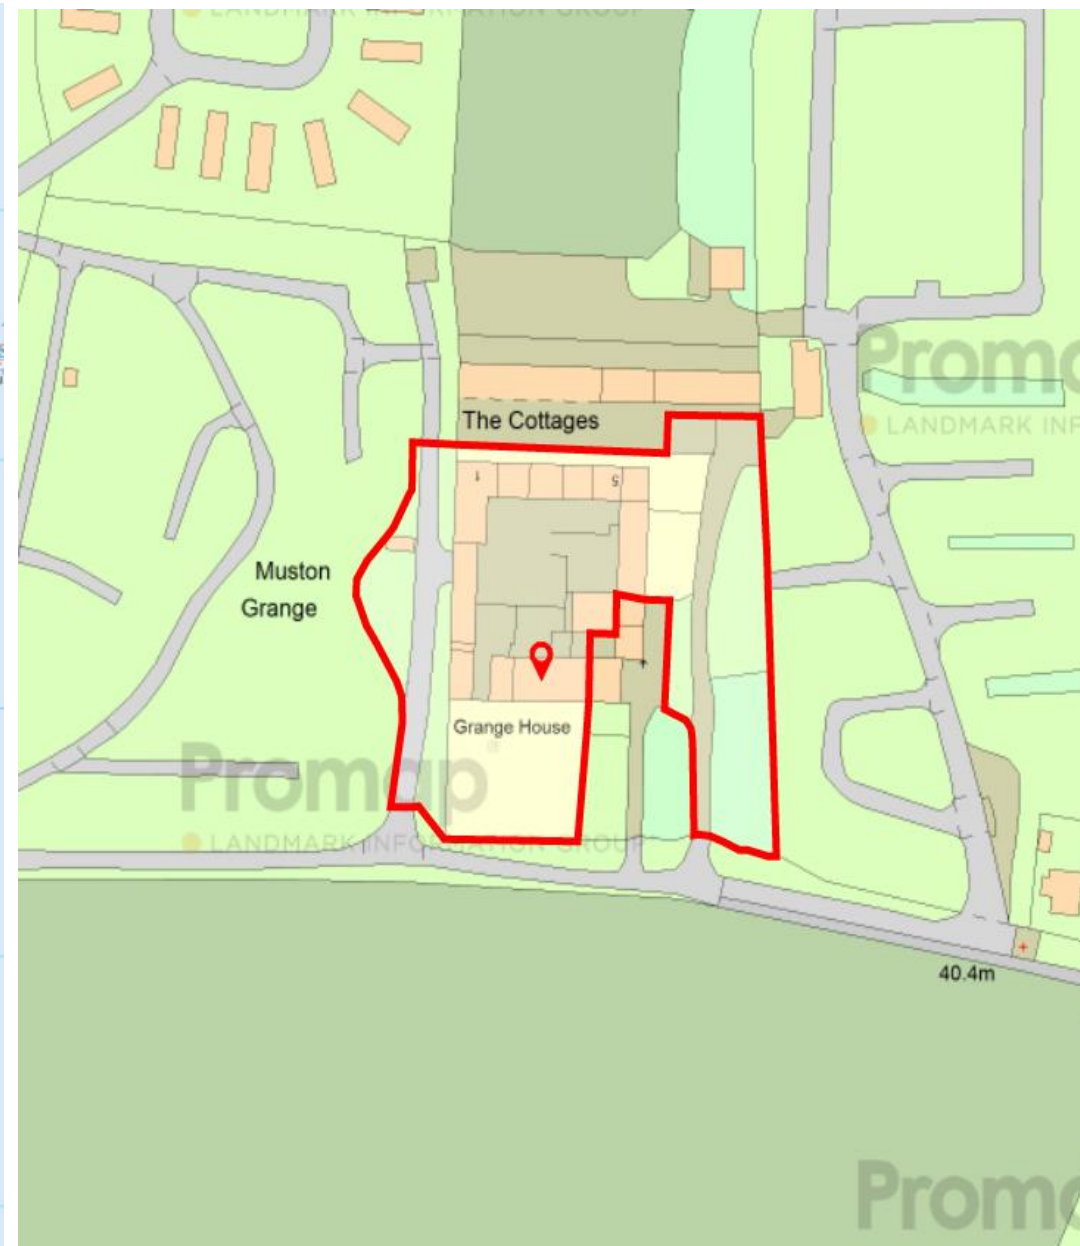 LANDMARK INFORMATION GROUP
Promap
LANDMARK INF
The Cottages
1
5
Muston
Grange
Grange House
Promap
LANDMARK INFORMATION GROUP
40.4m
Promap